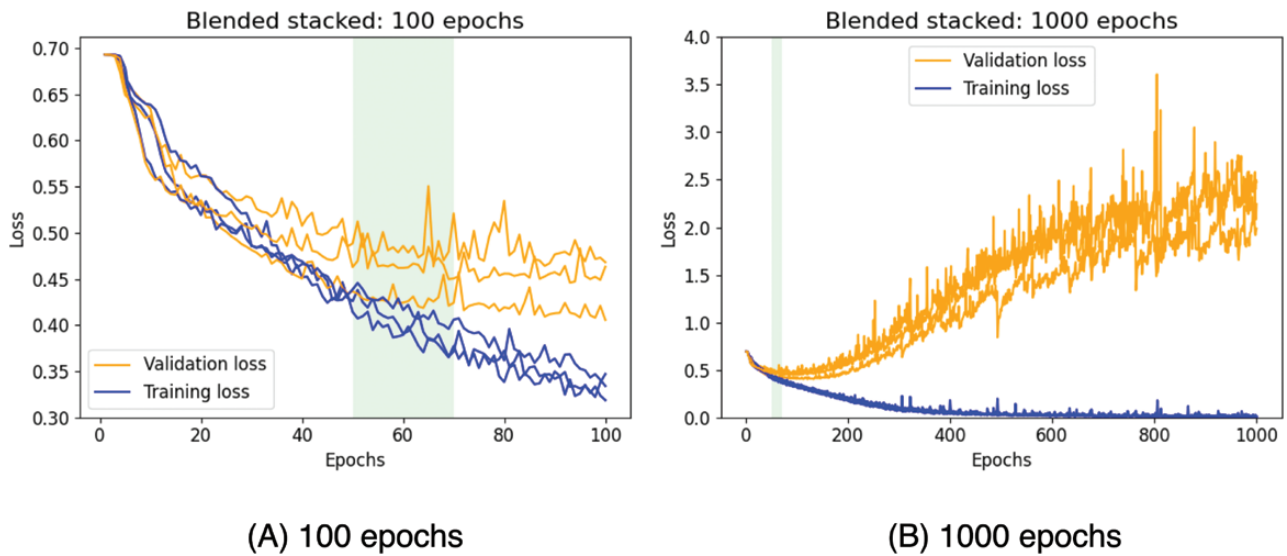 Blended stacked: 100 epochs
0.70
0.65
0.60
0.55
0.50
0.45
0.40
0.35
0.30
Loss
Validation loss
Training loss
0
20
40
60
80
100
Epochs
(A) 100 epochs
Blended stacked: 1000 epochs
4.0
3.5
3.0
2.5
2.0
1.5
1.0
0.5
0.0
Loss
Validation loss
Training loss
0
200
400
600
800
1000
Epochs
(B) 1000 epochs